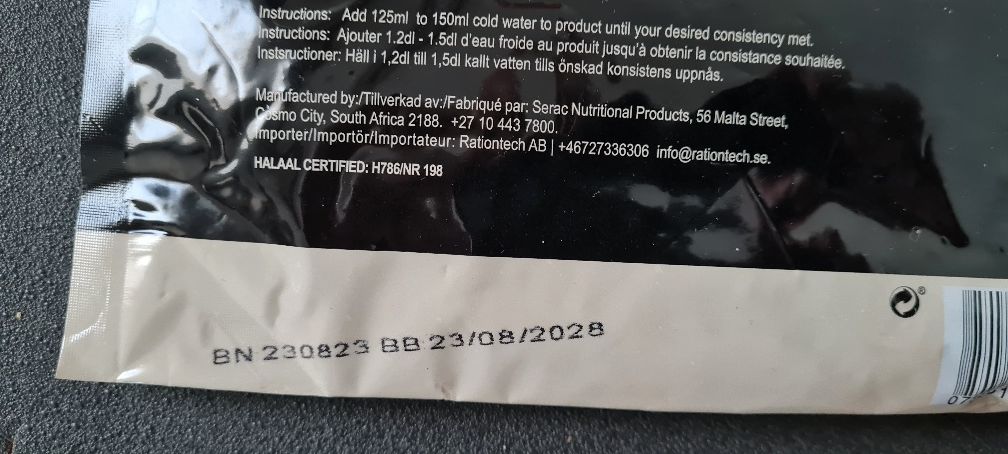 Instructions: Add 125ml to 150ml cold water to product until your desired consistency met.
Instructions: Ajouter 1.2dl - 1.5dl d'eau froide au produit jusqu'à obtenir la consistance souhaitée.
Instsructioner: Häll i 1,2dl till 1,5dl kallt vatten tills önskad konsistens uppnås.
Manufactured by:/Tillverkad av:/Fabriqué par: Serac Nutritional Products, 56 Malta Street,
Cosmo City, South Africa 2188. +27 10 443 7800.
Importer/Importör/Importateur: Rationtech AB | +46727336306 info@rationtech.se.
HALAAL CERTIFIED: H786/NR 198
BN 230823 BB 23/08/2028